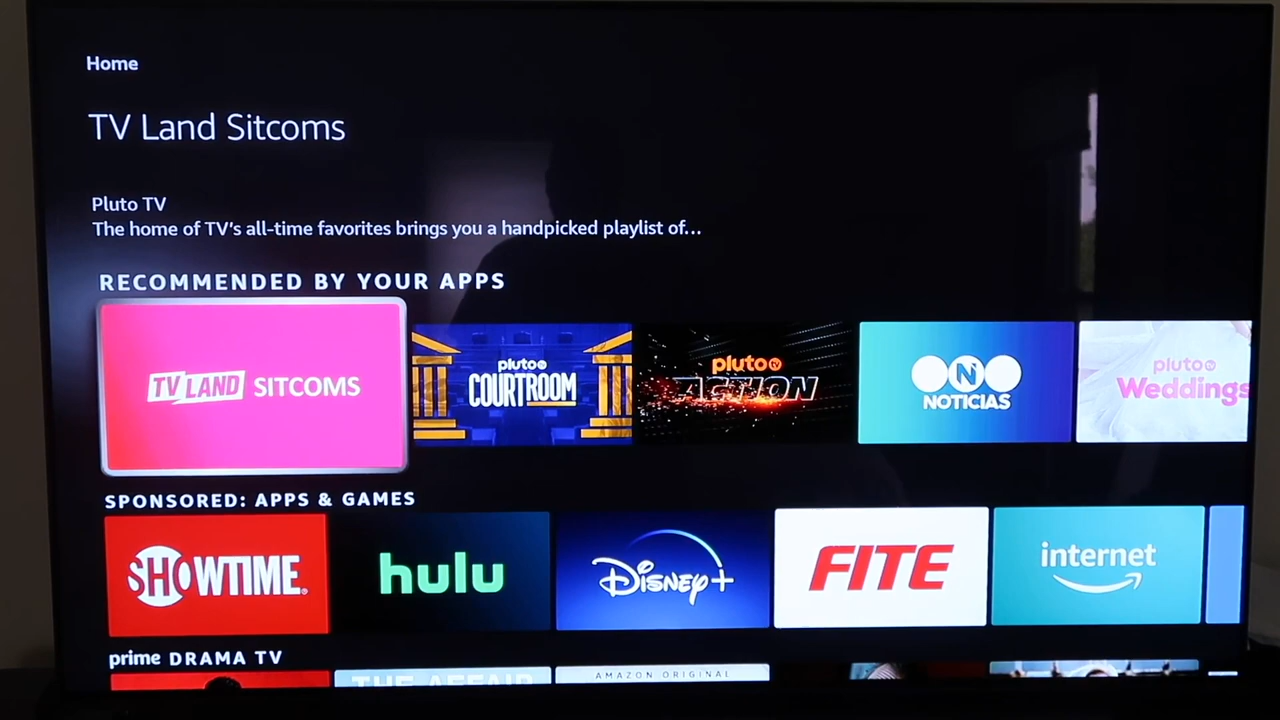 Home
TV Land Sitcoms
Pluto TV
The home of TV's all-time favorites brings you a handpicked playlist of...
RECOMMENDED BY YOUR APPS
TV LAND SITCOMS
pluto tv
COURTROOM
pluto tv
ACTION
N
NOTICIAS
pluto tv
Weddings
SPONSORED: APPS & GAMES
SHOWTIME
hulu
Disney+
FITE
internet
prime DRAMA TV
THE AFFAIR
AMAZON ORIGINAL